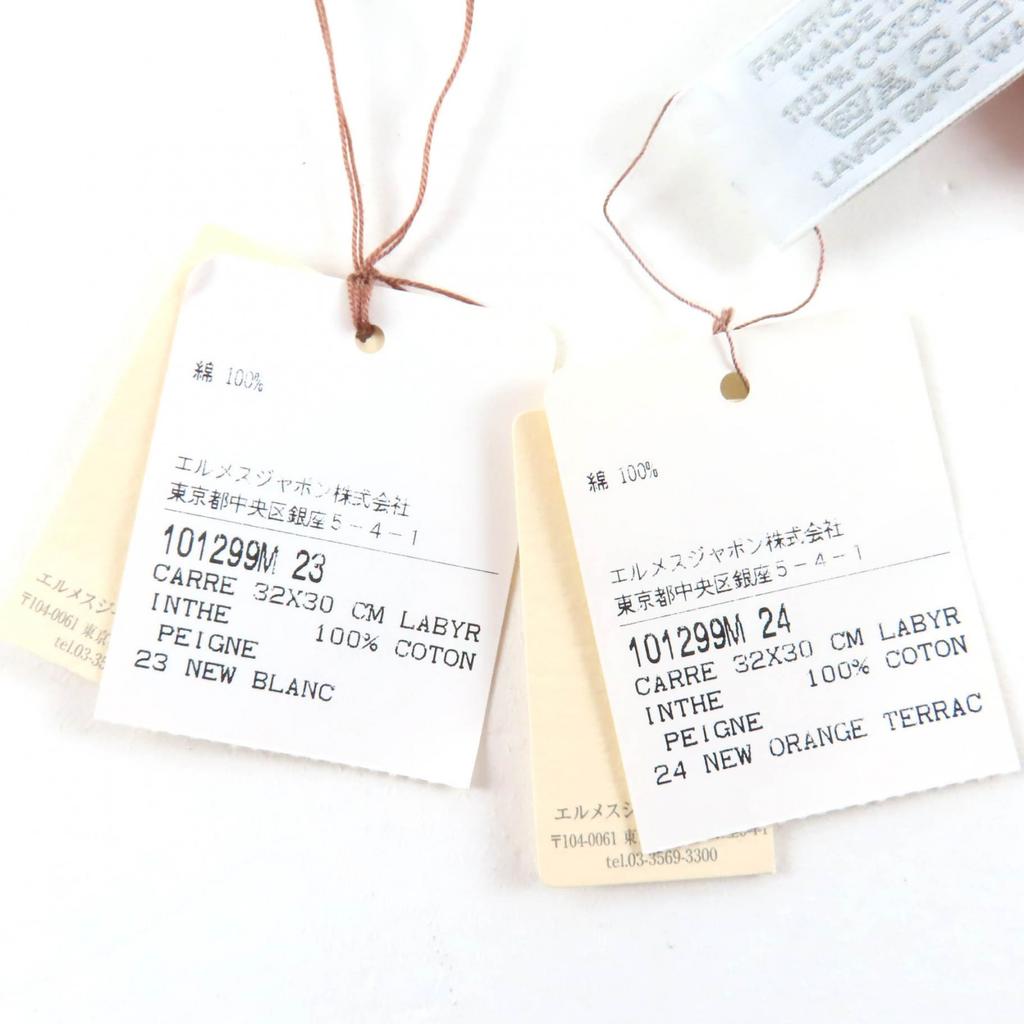 綿 100%
エルメスジャポン株式会社
東京都中央区銀座5-4-1
101299M 23
CARRE 32X30 CM LABYR
INTHE 100% COTON
PEIGNE
23 NEW BLANC
エルメスジ
〒104-0061 東京
tel.03-35
綿 100%
エルメスジャポン株式会社
東京都中央区銀座5-4-1
101299M 24
CARRE 32X30 CM LABYR
INTHE 100% COTON
PEIGNE
24 NEW ORANGE TERRAC
エルメスジ
〒104-0061 東
tel.03-3569-3300
FABRIQ
MADE
100% COTON
LAVER